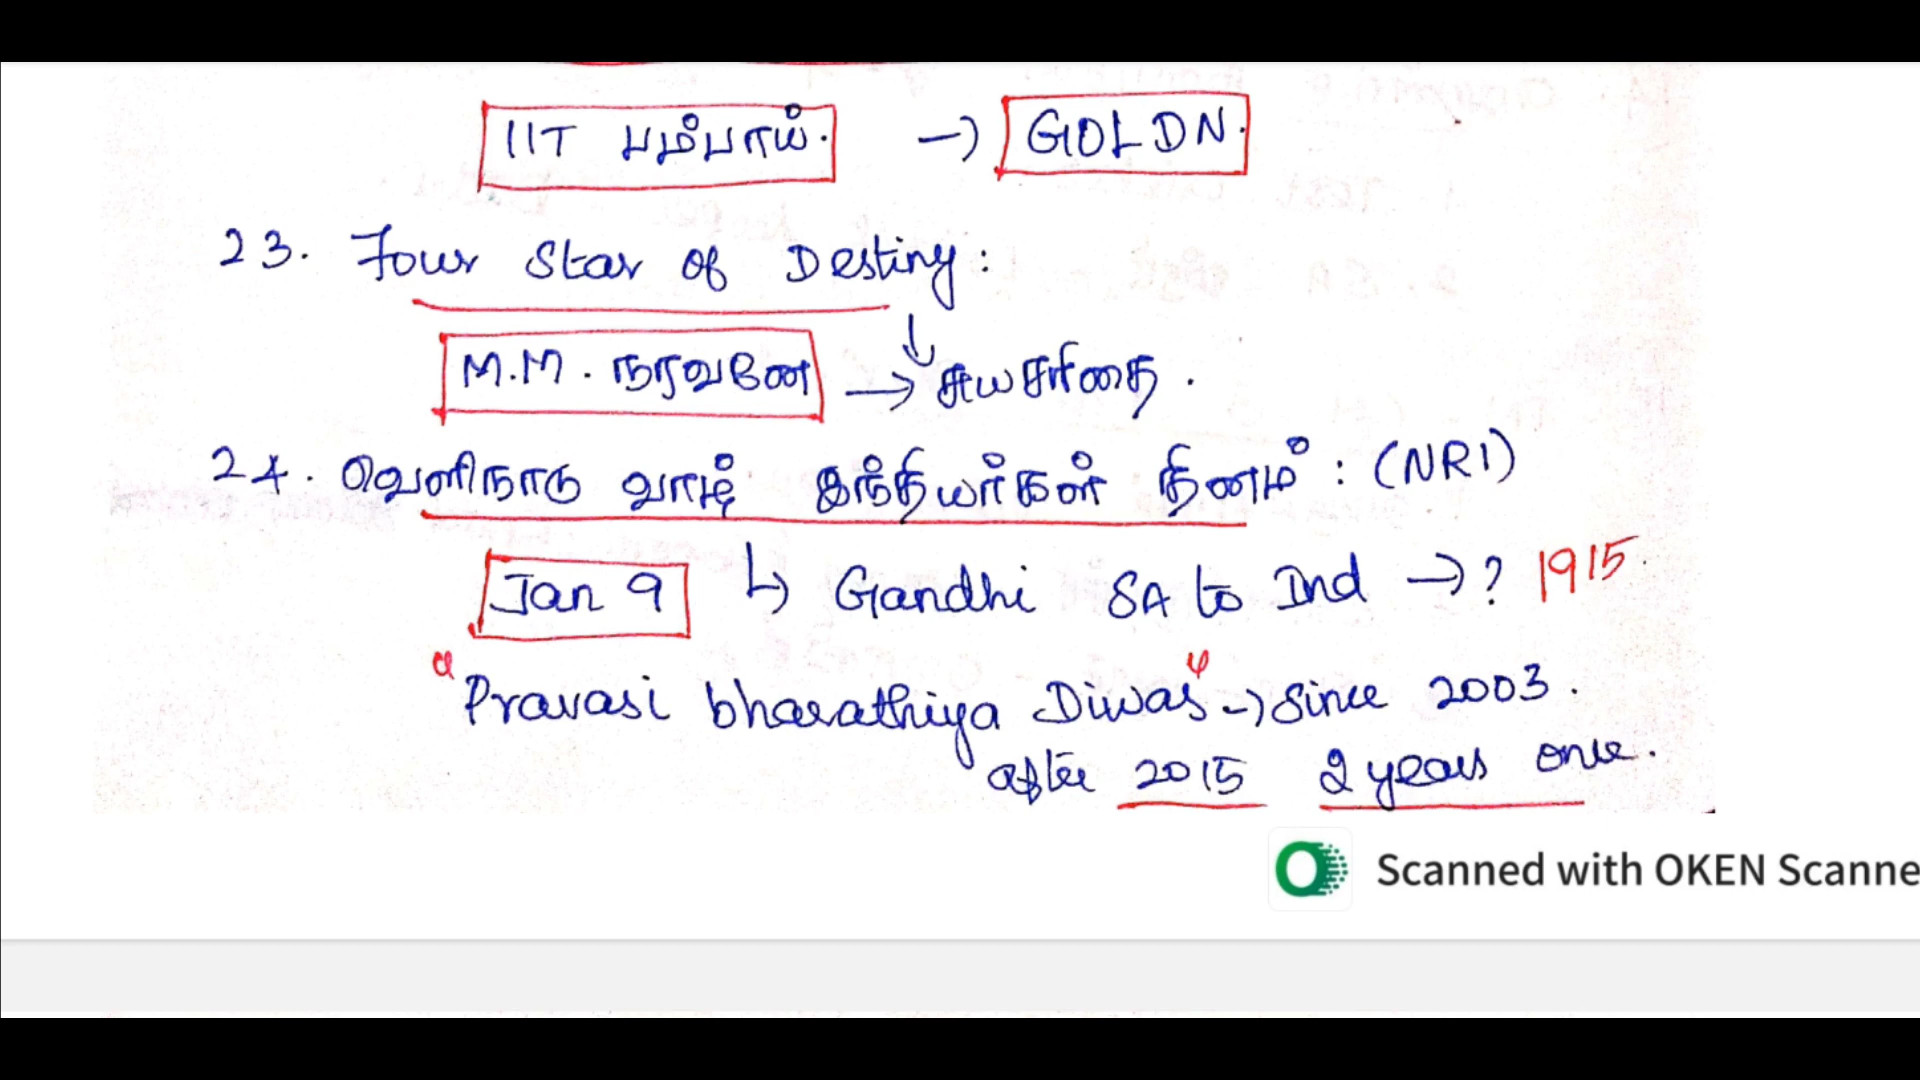 IIT பம்பாய். → GOLDN.
23. Four Star of Destiny:
↓
M.M. நரவனே → சுயசரிதை.
24. வெளிநாடு வாழ் இந்தியர்கள் தினம்: (NRI)
Jan 9 ↳ Gandhi SA to Ind → ? 1915.
"Pravasi bharathiya Diwas" → Since 2003.
after 2015 2 years once.
Scanned with OKEN Scanne